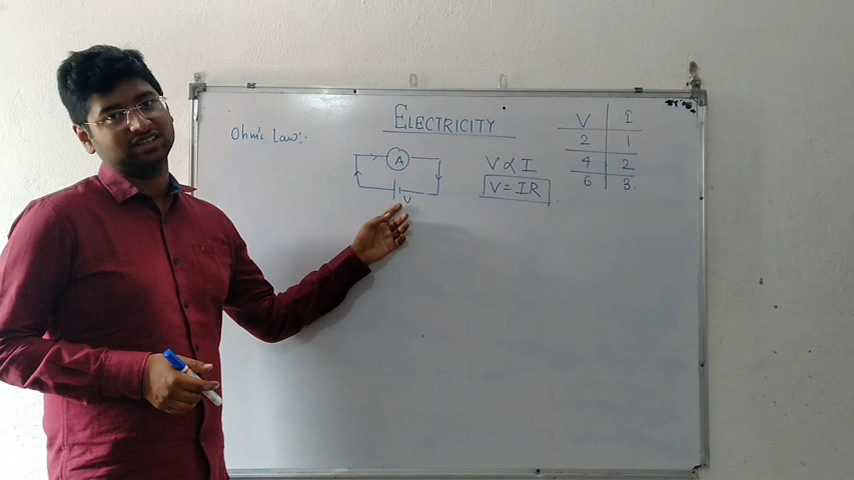 ELECTRICITY
Ohm's Law:-
A
V
V ∝ I
V = IR
V I
2 1
4 2
6 3